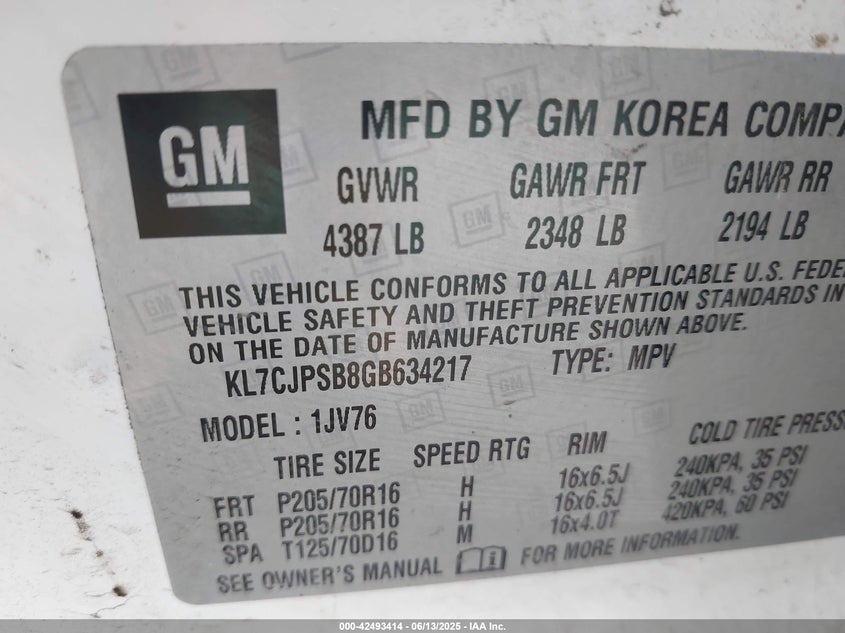 GM
MFD BY GM KOREA COMPA
GVWR GAWR FRT GAWR RR
4387 LB 2348 LB 2194 LB
THIS VEHICLE CONFORMS TO ALL APPLICABLE U.S. FEDER
VEHICLE SAFETY AND THEFT PREVENTION STANDARDS IN
ON THE DATE OF MANUFACTURE SHOWN ABOVE.
KL7CJPSB8GB634217 TYPE: MPV
MODEL : 1JV76
TIRE SIZE SPEED RTG RIM COLD TIRE PRESS
FRT P205/70R16 H 16x6.5J 240KPA, 35 PSI
RR P205/70R16 H 16x6.5J 240KPA, 35 PSI
SPA T125/70D16 M 16x4.0T 420KPA, 60 PSI
SEE OWNER'S MANUAL FOR MORE INFORMATION.
000-42493414 - 06/13/2025 - IAA Inc.